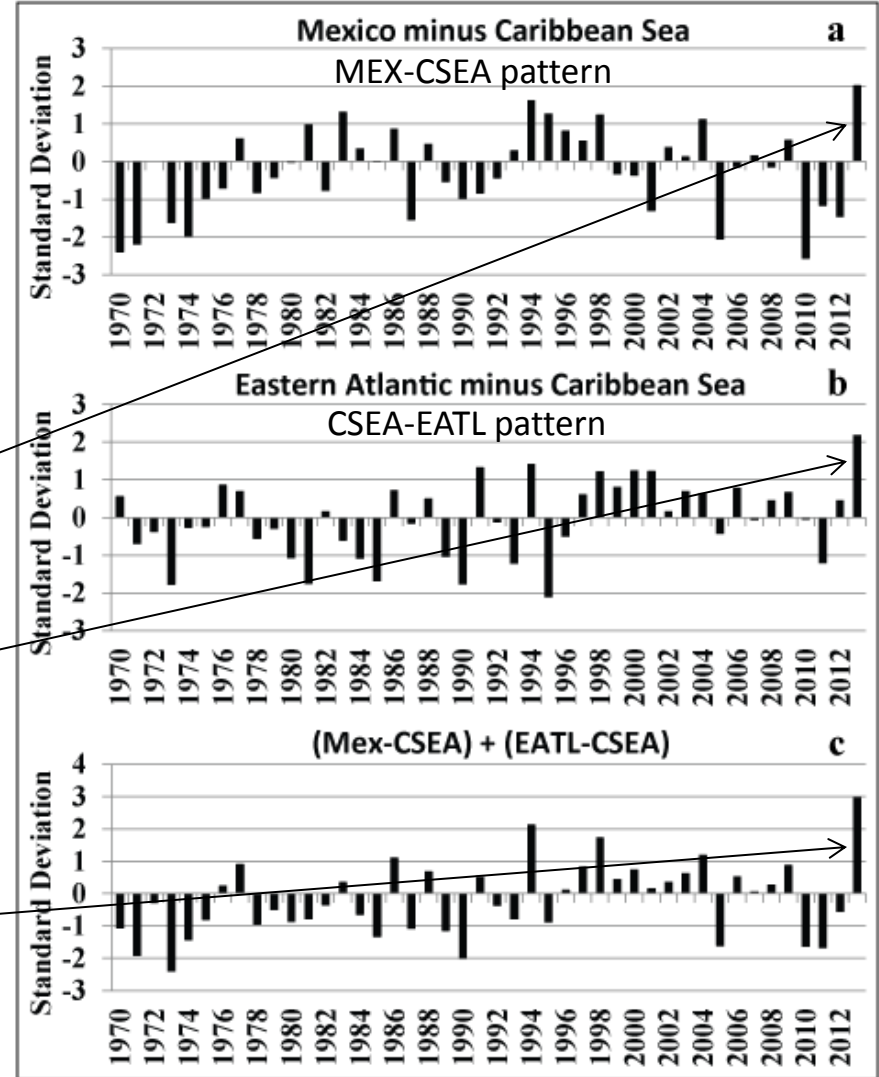 Mexico minus Caribbean Sea a
MEX-CSEA pattern
Standard Deviation
3
2
1
0
-1
-2
-3
1970 1972 1974 1976 1978 1980 1982 1984 1986 1988 1990 1992 1994 1996 1998 2000 2002 2004 2006 2008 2010 2012
Eastern Atlantic minus Caribbean Sea b
CSEA-EATL pattern
Standard Deviation
3
2
1
0
-1
-2
-3
1970 1972 1974 1976 1978 1980 1982 1984 1986 1988 1990 1992 1994 1996 1998 2000 2002 2004 2006 2008 2010 2012
(Mex-CSEA) + (EATL-CSEA) c
Standard Deviation
4
3
2
1
0
-1
-2
-3
1970 1972 1974 1976 1978 1980 1982 1984 1986 1988 1990 1992 1994 1996 1998 2000 2002 2004 2006 2008 2010 2012